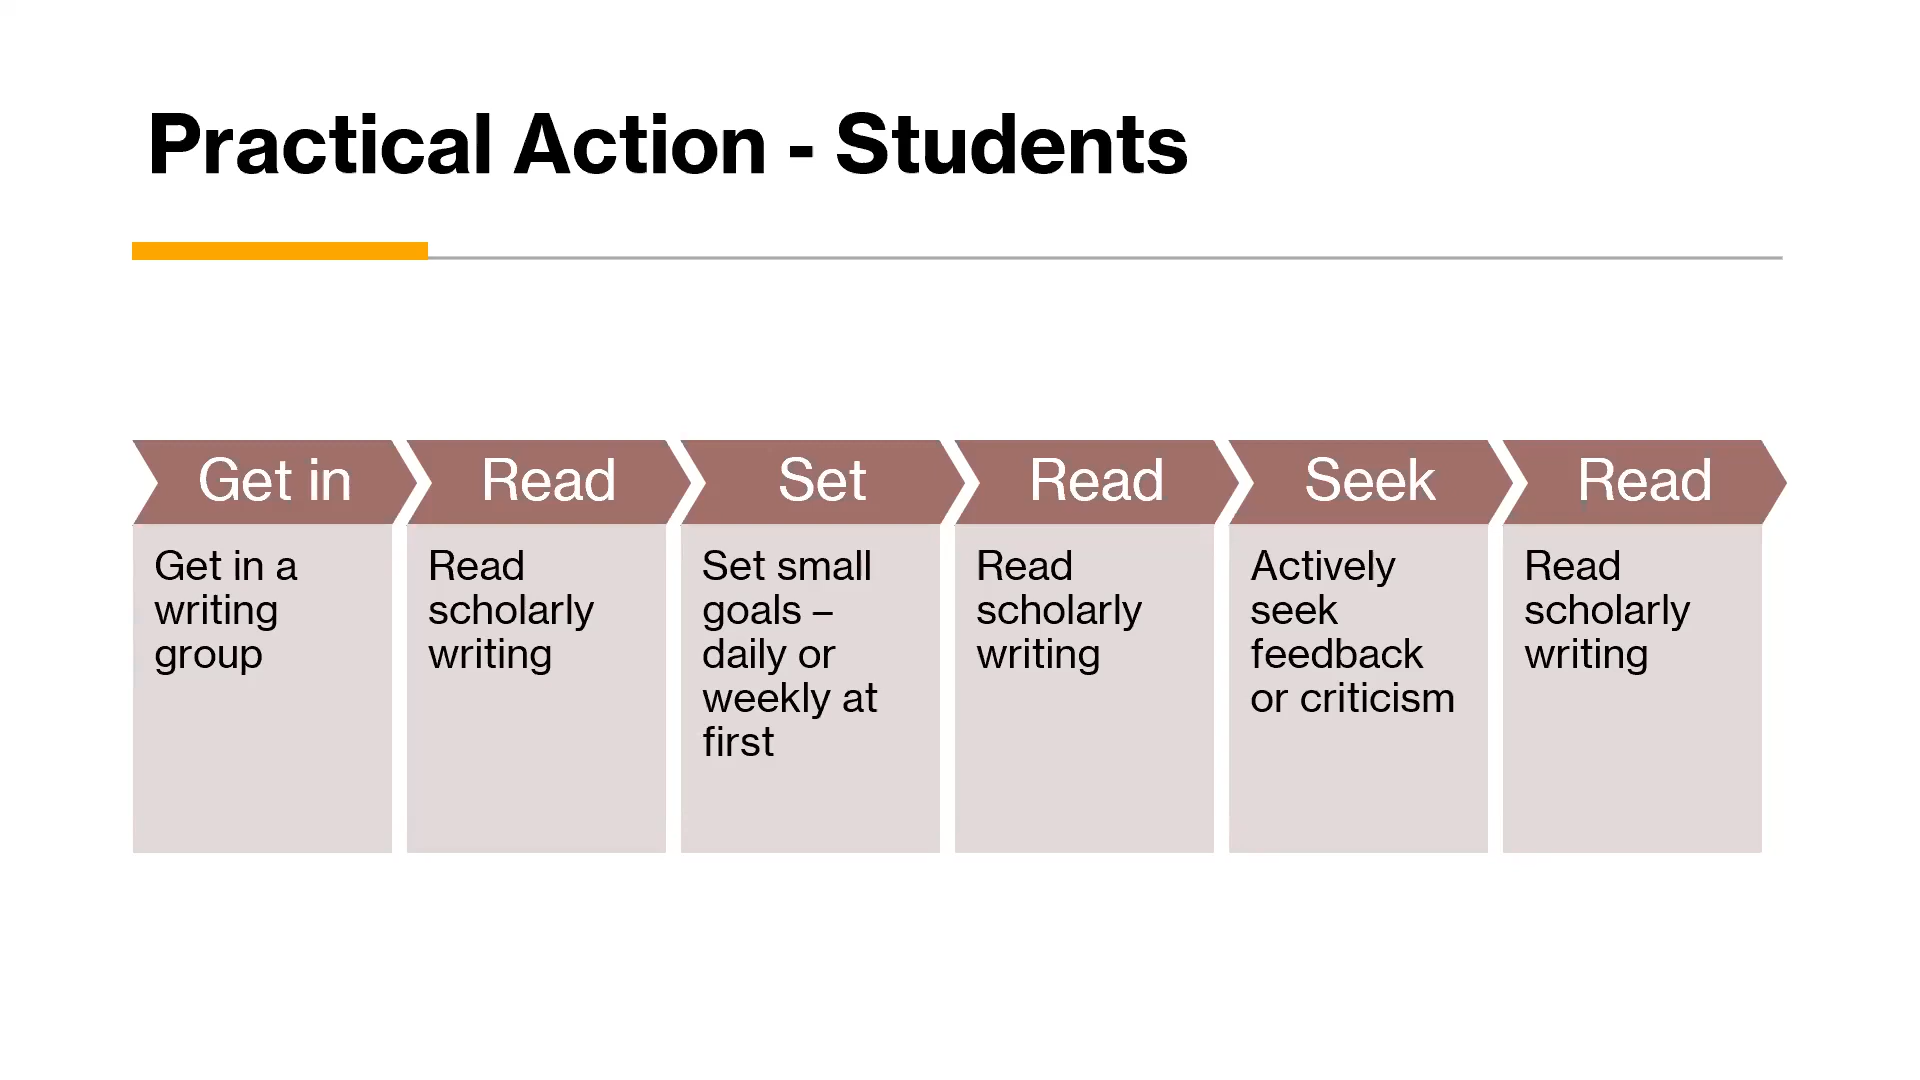 Practical Action - Students
Get in
Get in a
writing
group
Read
Read
scholarly
writing
Set
Set small
goals –
daily or
weekly at
first
Read
Read
scholarly
writing
Seek
Actively
seek
feedback
or criticism
Read
Read
scholarly
writing